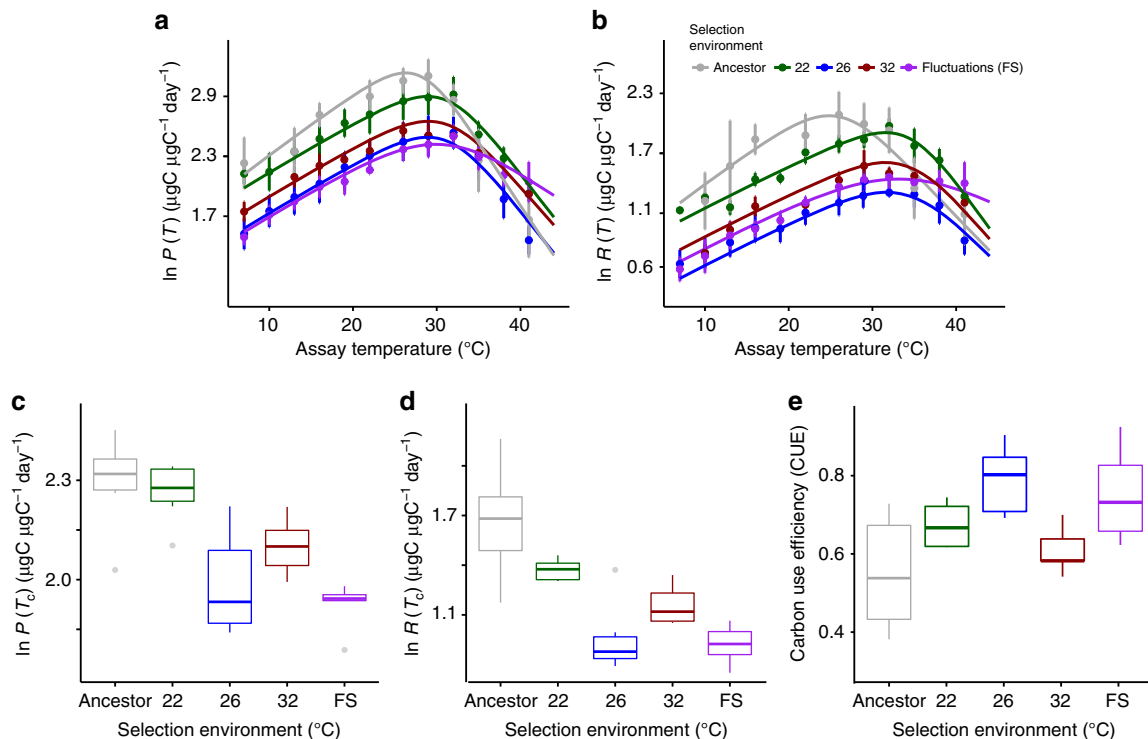 a
ln P (T) (µgC µgC⁻¹ day⁻¹)
2.9
2.3
1.7
10 20 30 40
Assay temperature (°C)
b
Selection
environment
Ancestor 22 26 32 Fluctuations (FS)
ln R (T) (µgC µgC⁻¹ day⁻¹)
2.3
1.7
1.1
0.6
10 20 30 40
Assay temperature (°C)
c
ln P (Tc) (µgC µgC⁻¹ day⁻¹)
2.3
2.0
Ancestor 22 26 32 FS
Selection environment (°C)
d
ln R (Tc) (µgC µgC⁻¹ day⁻¹)
1.7
1.1
Ancestor 22 26 32 FS
Selection environment (°C)
e
Carbon use efficiency (CUE)
0.8
0.6
0.4
Ancestor 22 26 32 FS
Selection environment (°C)